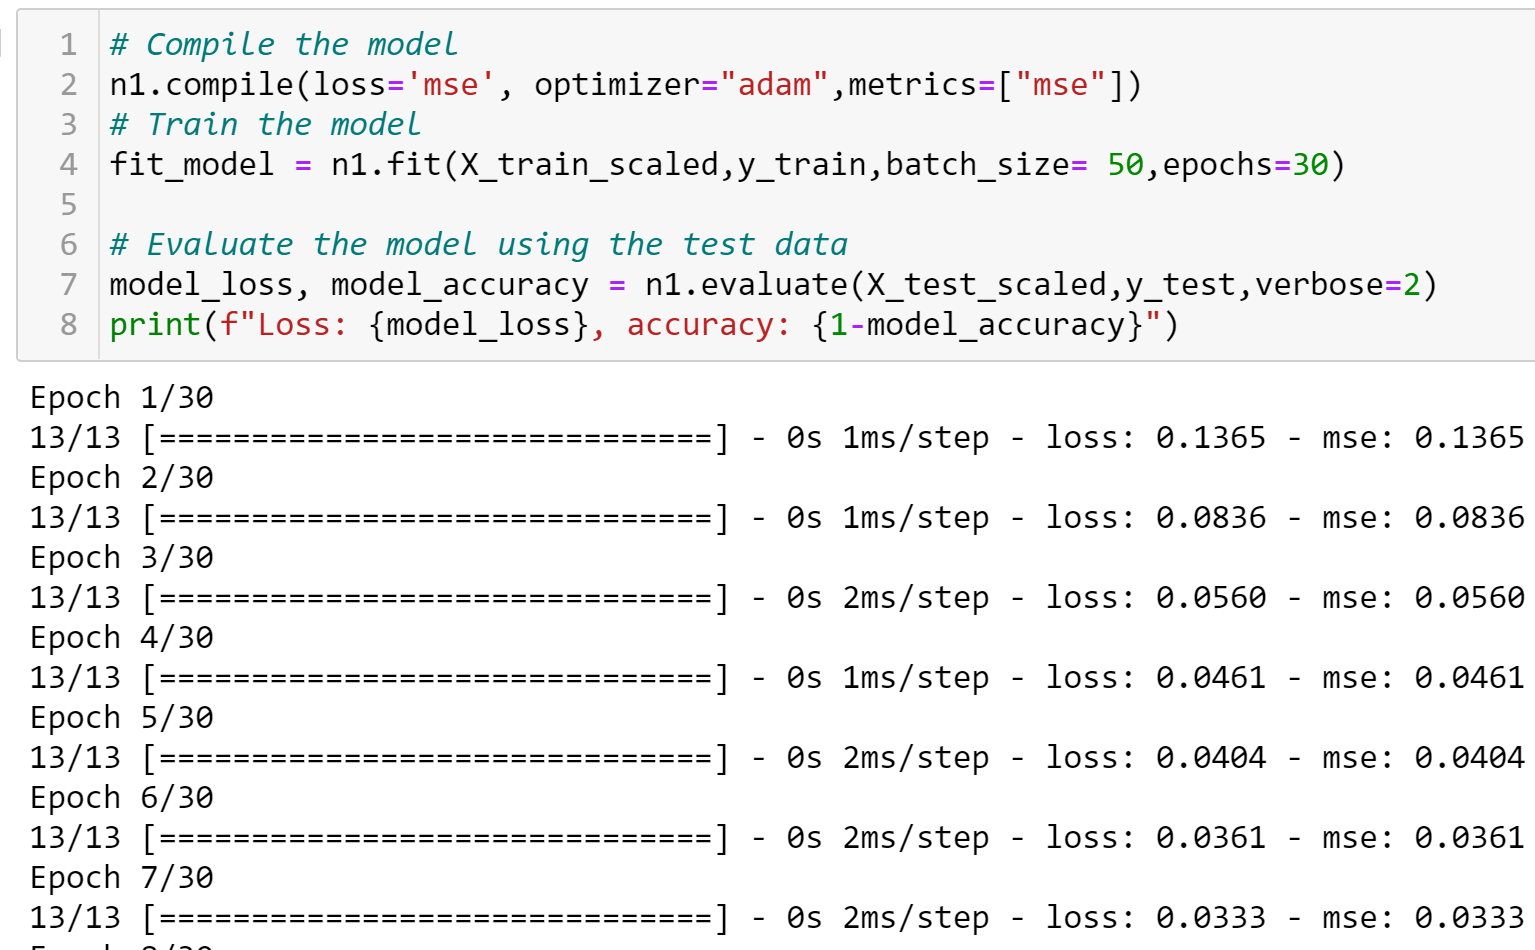 1 # Compile the model
2 n1.compile(loss='mse', optimizer="adam",metrics=["mse"])
3 # Train the model
4 fit_model = n1.fit(X_train_scaled,y_train,batch_size= 50,epochs=30)
5
6 # Evaluate the model using the test data
7 model_loss, model_accuracy = n1.evaluate(X_test_scaled,y_test,verbose=2)
8 print(f"Loss: {model_loss}, accuracy: {1-model_accuracy}")
Epoch 1/30
13/13 [==============================] - 0s 1ms/step - loss: 0.1365 - mse: 0.1365
Epoch 2/30
13/13 [==============================] - 0s 1ms/step - loss: 0.0836 - mse: 0.0836
Epoch 3/30
13/13 [==============================] - 0s 2ms/step - loss: 0.0560 - mse: 0.0560
Epoch 4/30
13/13 [==============================] - 0s 1ms/step - loss: 0.0461 - mse: 0.0461
Epoch 5/30
13/13 [==============================] - 0s 2ms/step - loss: 0.0404 - mse: 0.0404
Epoch 6/30
13/13 [==============================] - 0s 2ms/step - loss: 0.0361 - mse: 0.0361
Epoch 7/30
13/13 [==============================] - 0s 2ms/step - loss: 0.0333 - mse: 0.0333